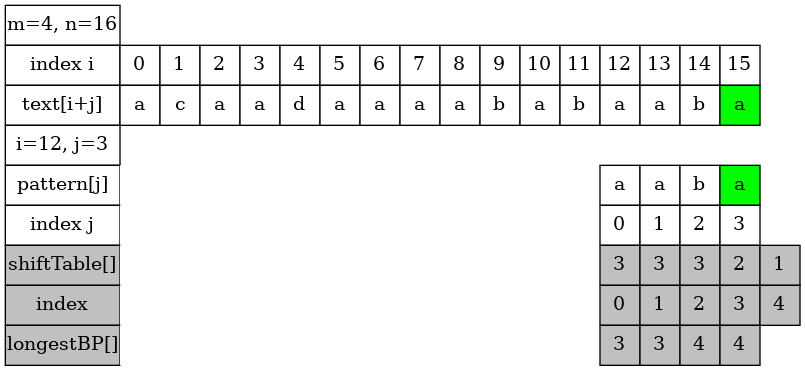 m=4, n=16
index i 0 1 2 3 4 5 6 7 8 9 10 11 12 13 14 15
text[i+j] a c a a d a a a a b a b a a b a
i=12, j=3
pattern[j] a a b a
index j 0 1 2 3
shiftTable[] 3 3 3 2 1
index 0 1 2 3 4
longestBP[] 3 3 4 4